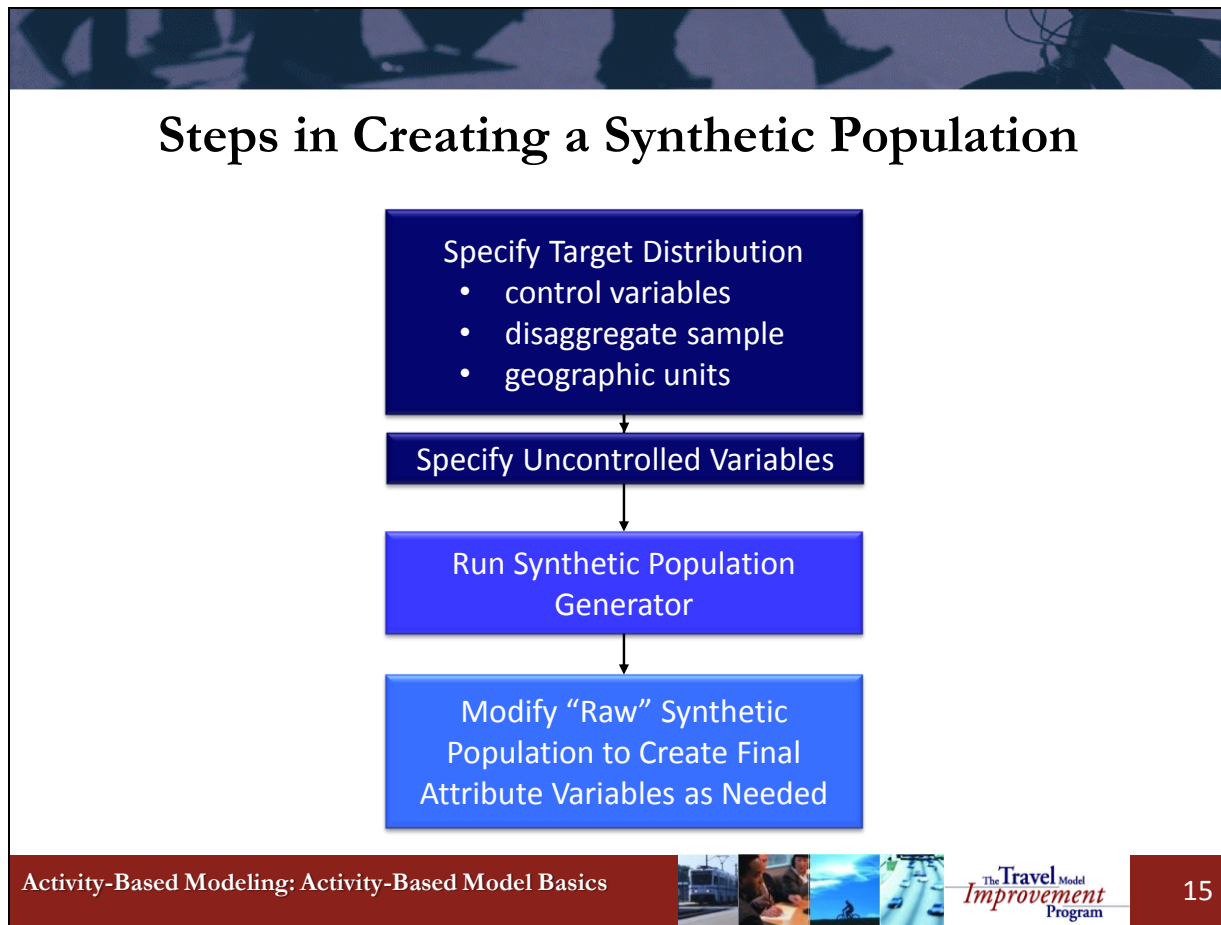 Steps in Creating a Synthetic Population
Specify Target Distribution
• control variables
• disaggregate sample
• geographic units
Specify Uncontrolled Variables
Run Synthetic Population
Generator
Modify “Raw” Synthetic
Population to Create Final
Attribute Variables as Needed
Activity-Based Modeling: Activity-Based Model Basics
The Travel Model
Improvement
Program
15